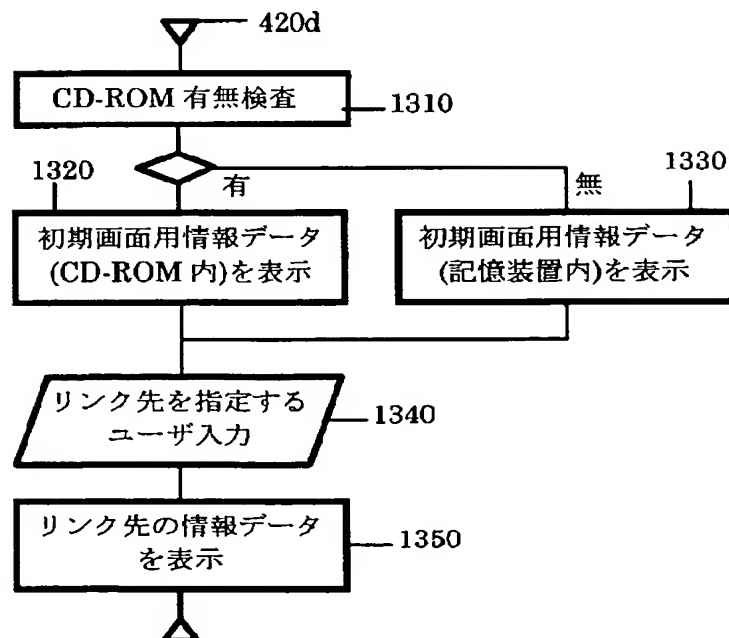 420d
CD-ROM 有無検査
1310
1320
有
無
1330
初期画面用情報データ
(CD-ROM 内)を表示
初期画面用情報データ
(記憶装置内)を表示
リンク先を指定する
ユーザ入力
1340
リンク先の情報データ
を表示
1350